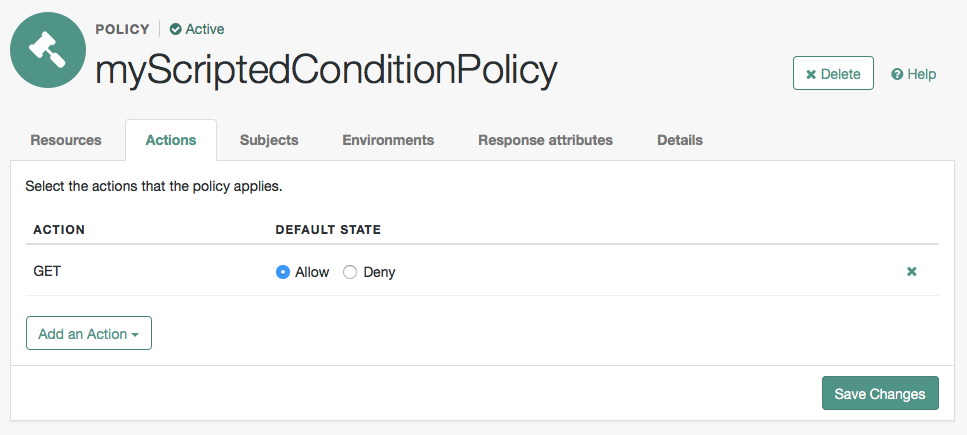 POLICY Active
myScriptedConditionPolicy
Delete Help
Resources Actions Subjects Environments Response attributes Details
Select the actions that the policy applies.
ACTION DEFAULT STATE
GET Allow Deny
Add an Action
Save Changes